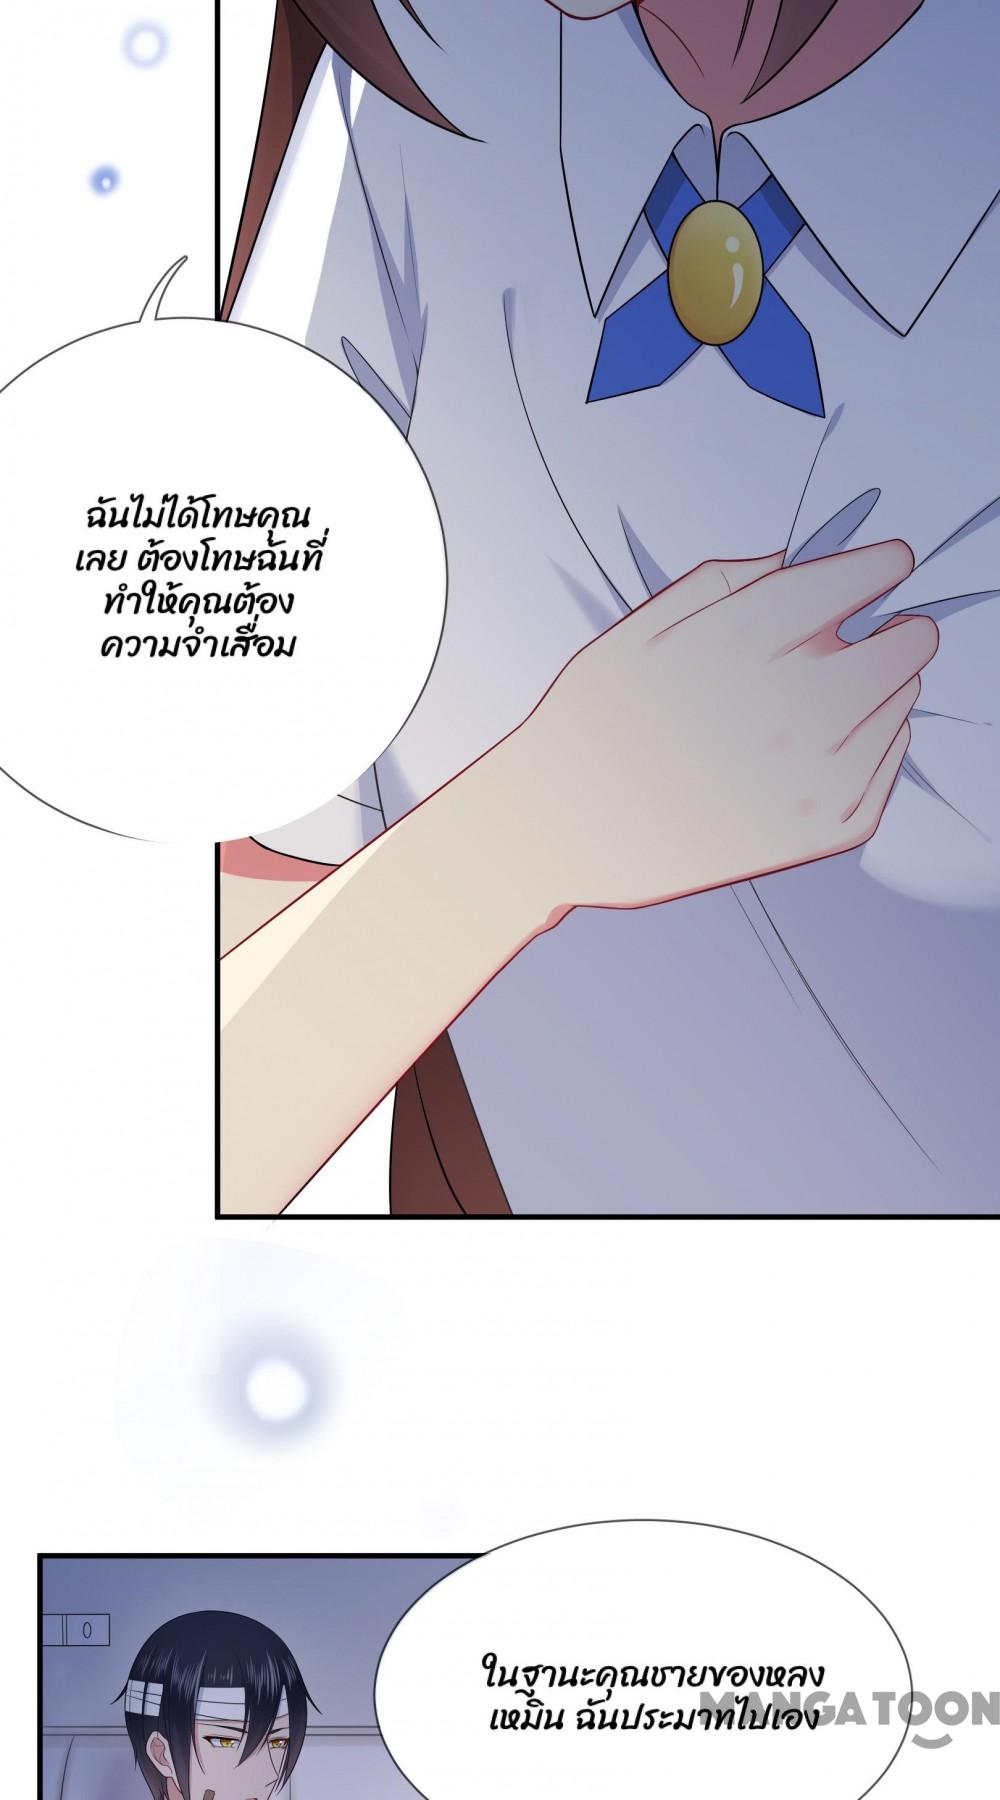 ฉันไม่ได้โทษคุณ
เลย ต้องโทษฉันที่
ทำให้คุณต้อง
ความจำเสื่อม
ในฐานะคุณชายของหลง
เหมิน ฉันประมาทไปเอง
MANGATOON